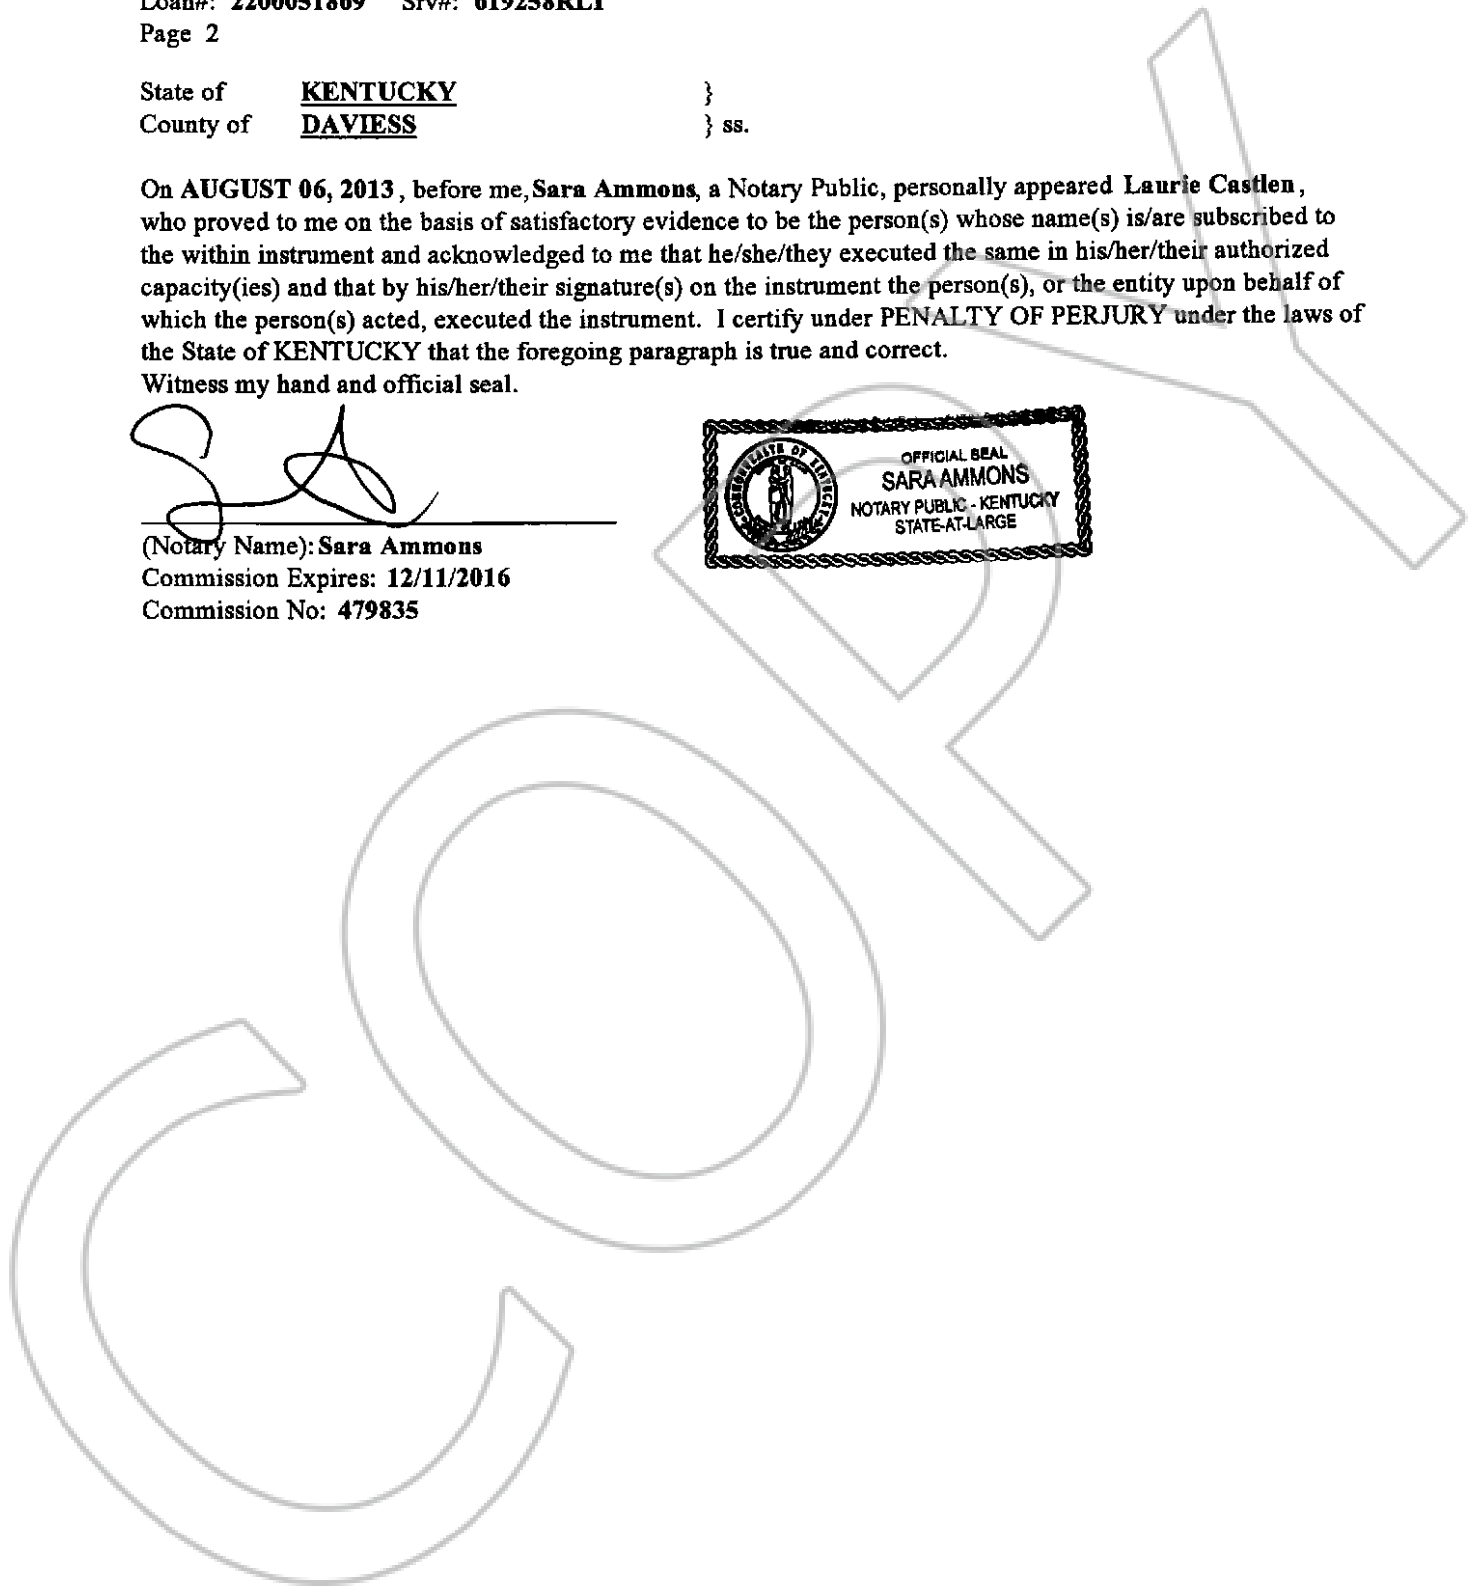 Loan#: 2200051869 Srv#: 619258RL1
Page 2
State of KENTUCKY }
County of DAVIESS } ss.
On AUGUST 06, 2013 , before me, Sara Ammons, a Notary Public, personally appeared Laurie Castlen ,
who proved to me on the basis of satisfactory evidence to be the person(s) whose name(s) is/are subscribed to
the within instrument and acknowledged to me that he/she/they executed the same in his/her/their authorized
capacity(ies) and that by his/her/their signature(s) on the instrument the person(s), or the entity upon behalf of
which the person(s) acted, executed the instrument. I certify under PENALTY OF PERJURY under the laws of
the State of KENTUCKY that the foregoing paragraph is true and correct.
Witness my hand and official seal.
COMMONWEALTH OF KENTUCKY
OFFICIAL SEAL
SARA AMMONS
NOTARY PUBLIC - KENTUCKY
STATE-AT-LARGE
(Notary Name): Sara Ammons
Commission Expires: 12/11/2016
Commission No: 479835
COPY